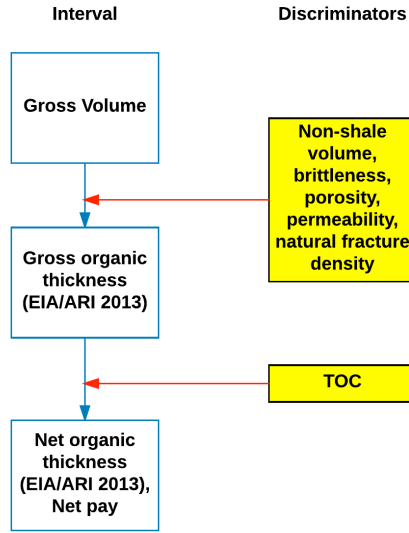 Interval
Discriminators
Gross Volume
Non-shale
volume,
brittleness,
porosity,
permeability,
natural fracture
density
Gross organic
thickness
(EIA/ARI 2013)
TOC
Net organic
thickness
(EIA/ARI 2013),
Net pay